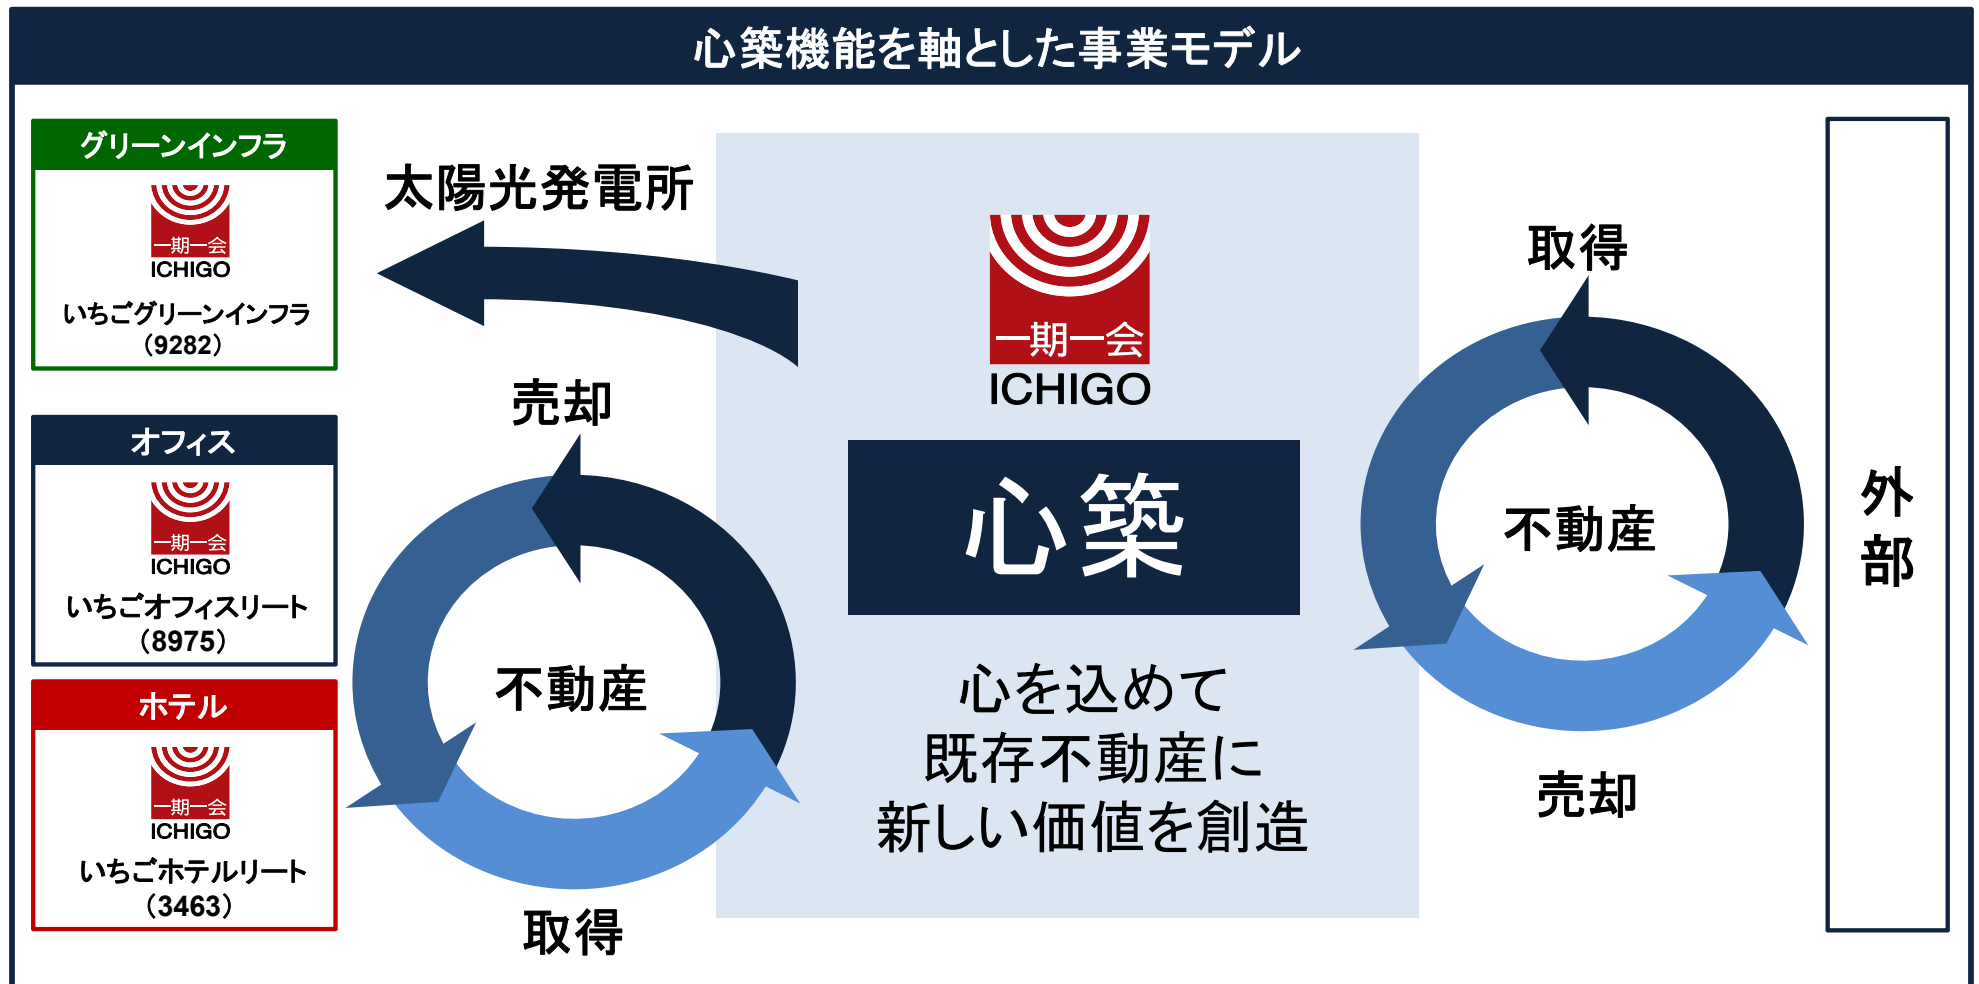 心築機能を軸とした事業モデル
グリーンインフラ
一期一会
ICHIGO
いちごグリーンインフラ
（9282）
オフィス
一期一会
ICHIGO
いちごオフィスリート
（8975）
ホテル
一期一会
ICHIGO
いちごホテルリート
（3463）
太陽光発電所
売却
不動産
取得
一期一会
ICHIGO
心築
心を込めて
既存不動産に
新しい価値を創造
取得
不動産
売却
外
部